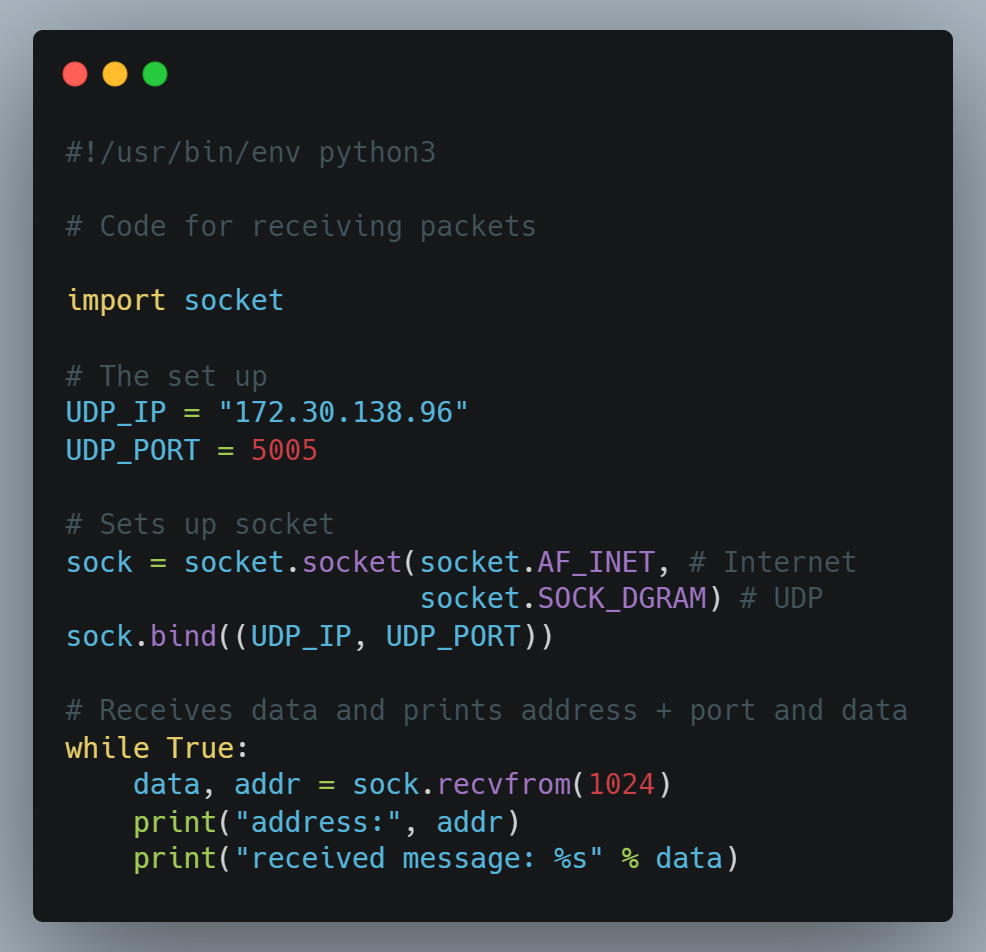 #!/usr/bin/env python3
# Code for receiving packets
import socket
# The set up
UDP_IP = "172.30.138.96"
UDP_PORT = 5005
# Sets up socket
sock = socket.socket(socket.AF_INET, # Internet
                     socket.SOCK_DGRAM) # UDP
sock.bind((UDP_IP, UDP_PORT))
# Receives data and prints address + port and data
while True:
    data, addr = sock.recvfrom(1024)
    print("address:", addr)
    print("received message: %s" % data)